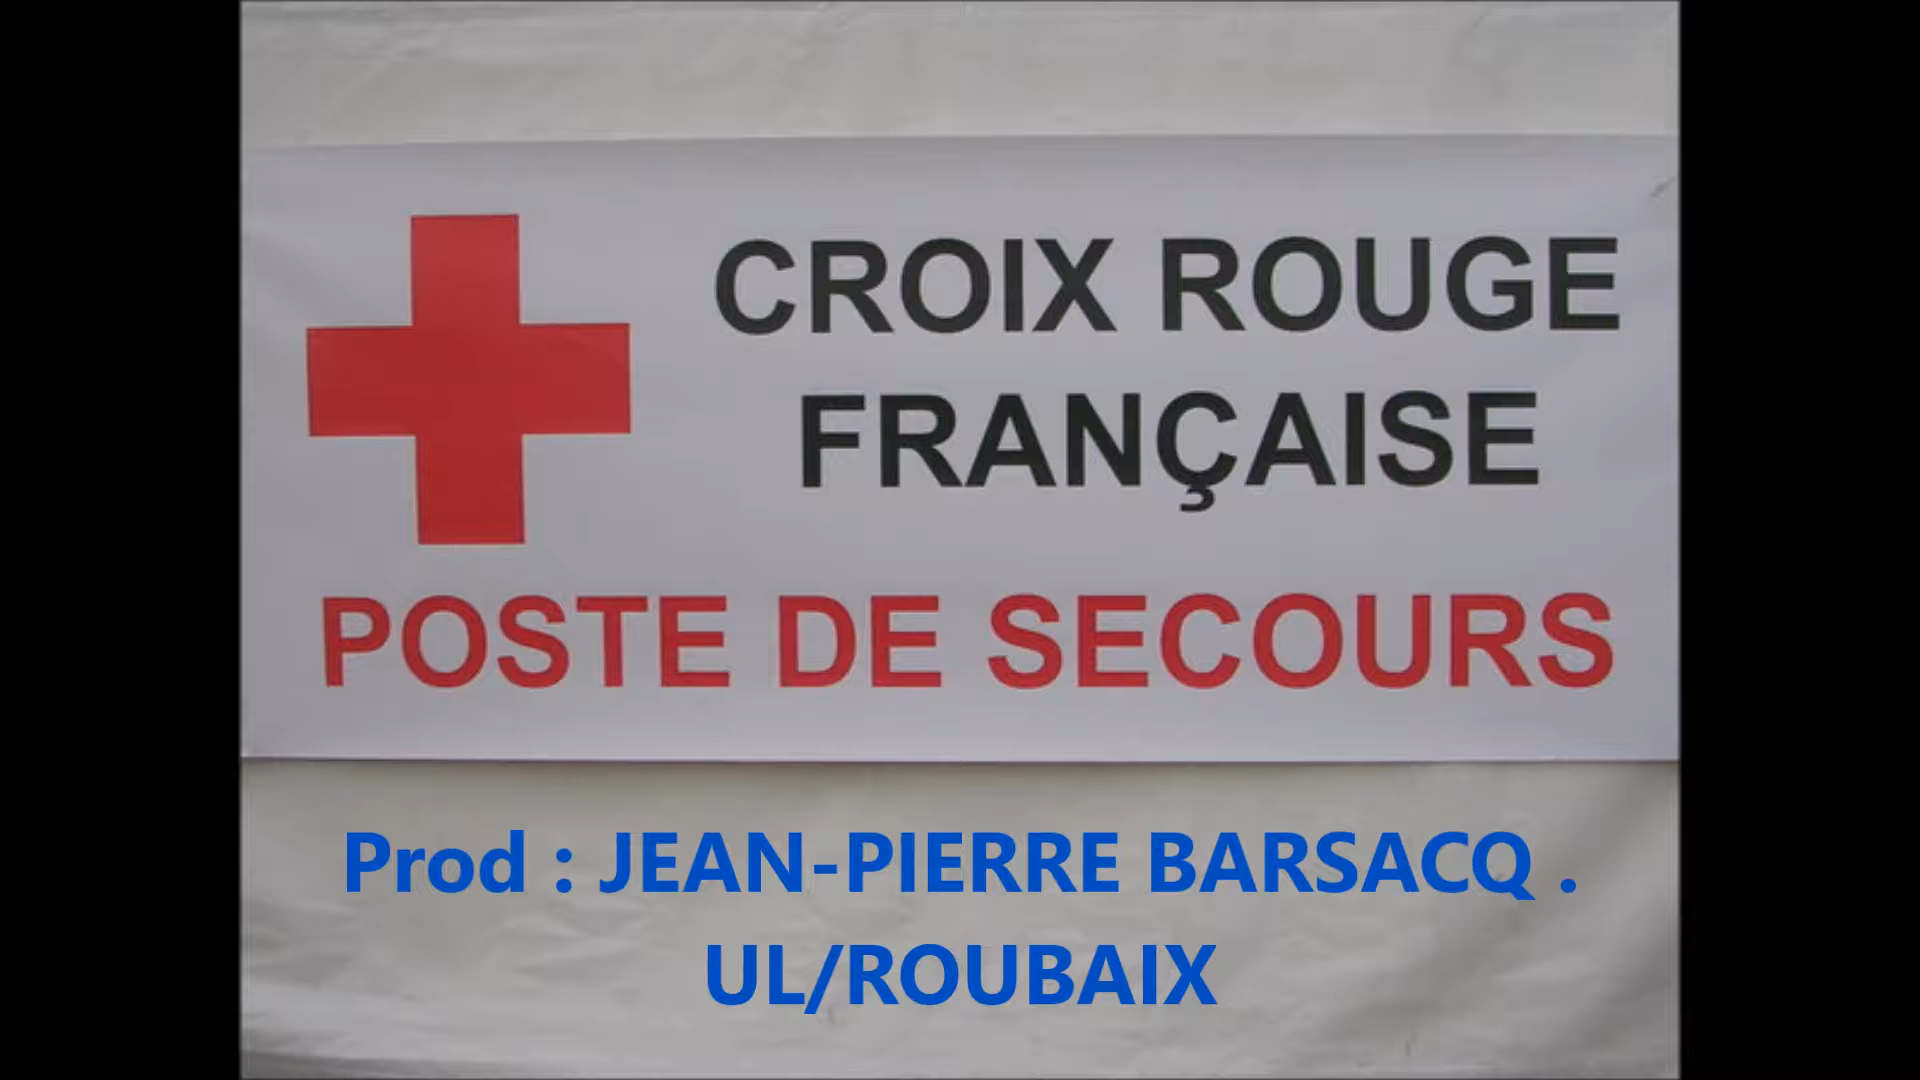 CROIX ROUGE
FRANÇAISE
POSTE DE SECOURS
Prod : JEAN-PIERRE BARSACQ .
UL/ROUBAIX